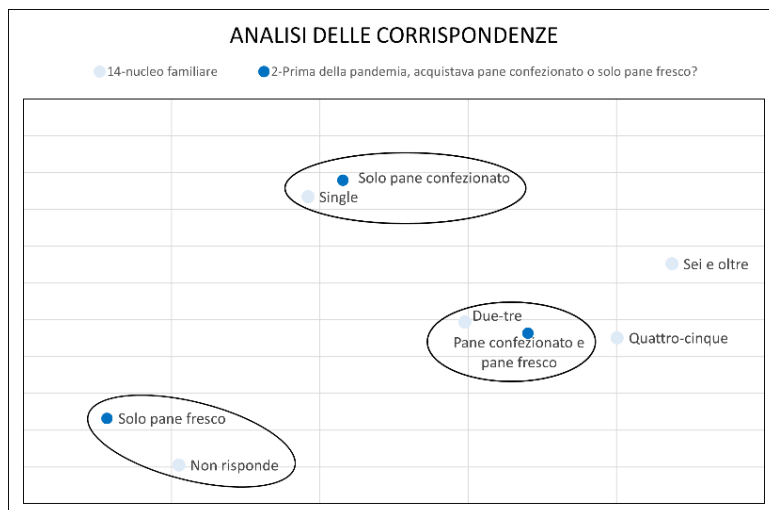 ANALISI DELLE CORRISPONDENZE
14-nucleo familiare
2-Prima della pandemia, acquistava pane confezionato o solo pane fresco?
Solo pane confezionato
Single
Sei e oltre
Due-tre
Pane confezionato e
pane fresco
Quattro-cinque
Solo pane fresco
Non risponde